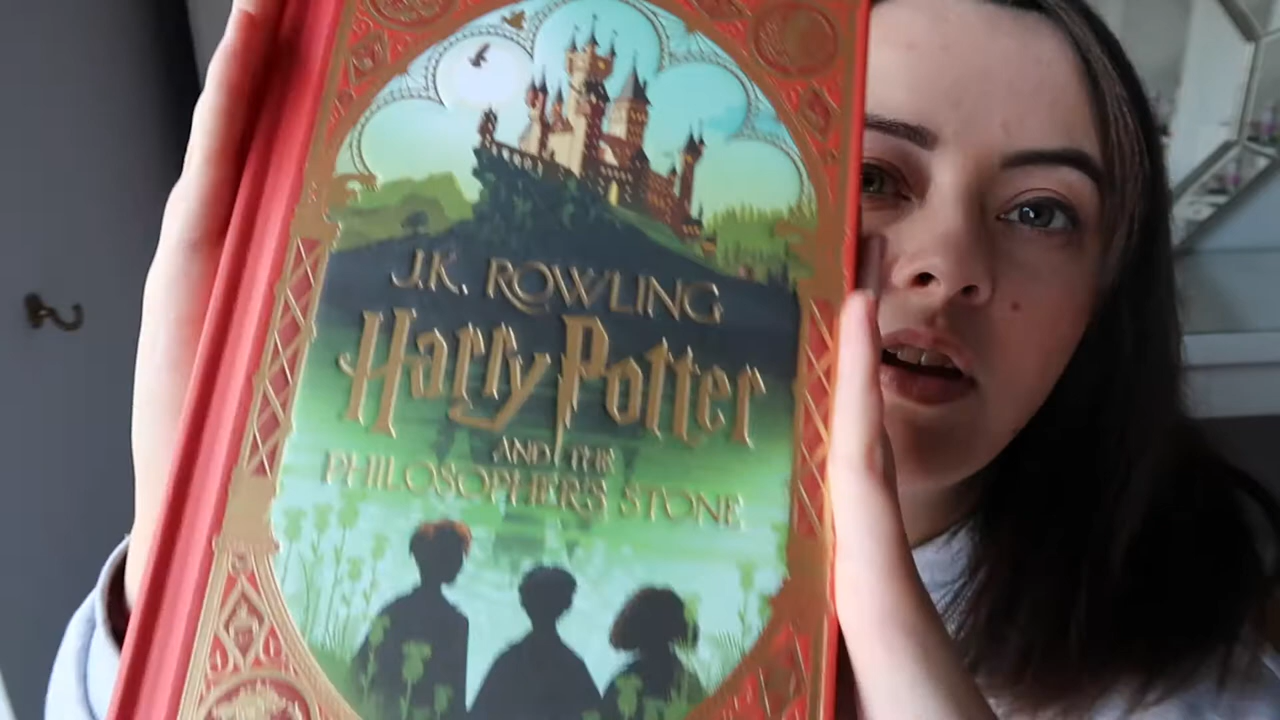 J.K. ROWLING
Harry Potter
AND THE
PHILOSOPHER'S STONE